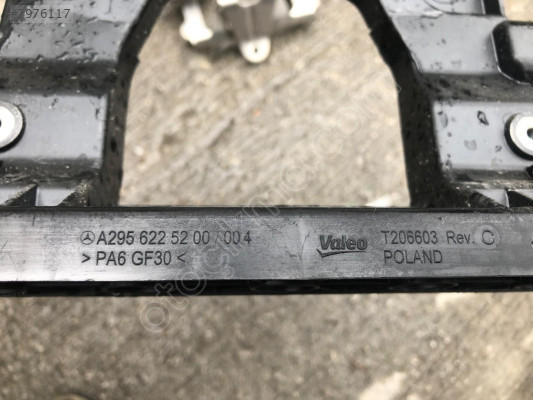 A295 622 52 00 / 00 4
> PA6 GF30 <
Valeo
T206603 Rev. C
POLAND